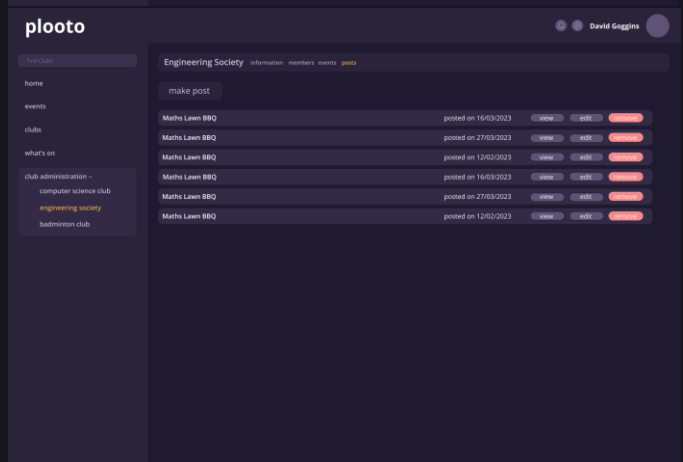 plooto
David Goggins
Find Clubs
home
events
clubs
what's on
club administration –
computer science club
engineering society
badminton club
Engineering Society information members events posts
make post
Maths Lawn BBQ posted on 16/03/2023 view edit remove
Maths Lawn BBQ posted on 27/03/2023 view edit remove
Maths Lawn BBQ posted on 12/02/2023 view edit remove
Maths Lawn BBQ posted on 16/03/2023 view edit remove
Maths Lawn BBQ posted on 27/03/2023 view edit remove
Maths Lawn BBQ posted on 12/02/2023 view edit remove